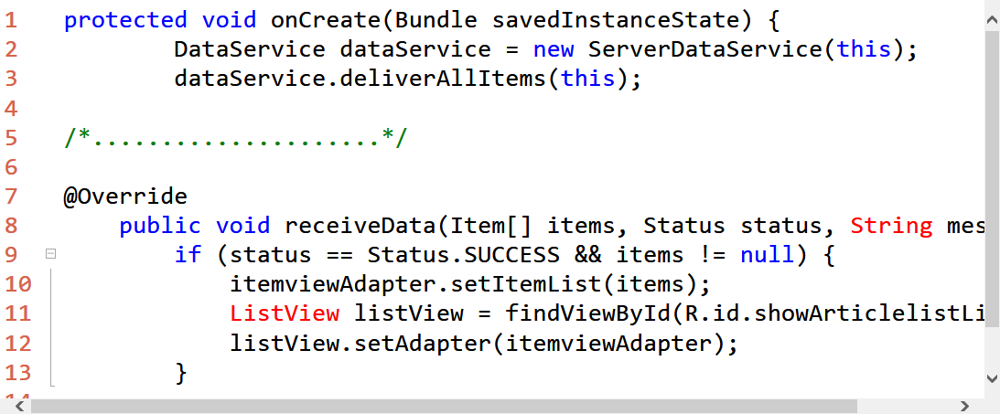 1 protected void onCreate(Bundle savedInstanceState) {
2 DataService dataService = new ServerDataService(this);
3 dataService.deliverAllItems(this);
4
5 /*.....................*/
6
7 @Override
8 public void receiveData(Item[] items, Status status, String mes
9 if (status == Status.SUCCESS && items != null) {
10 itemviewAdapter.setItemList(items);
11 ListView listView = findViewById(R.id.showArticlelistLi
12 listView.setAdapter(itemviewAdapter);
13 }